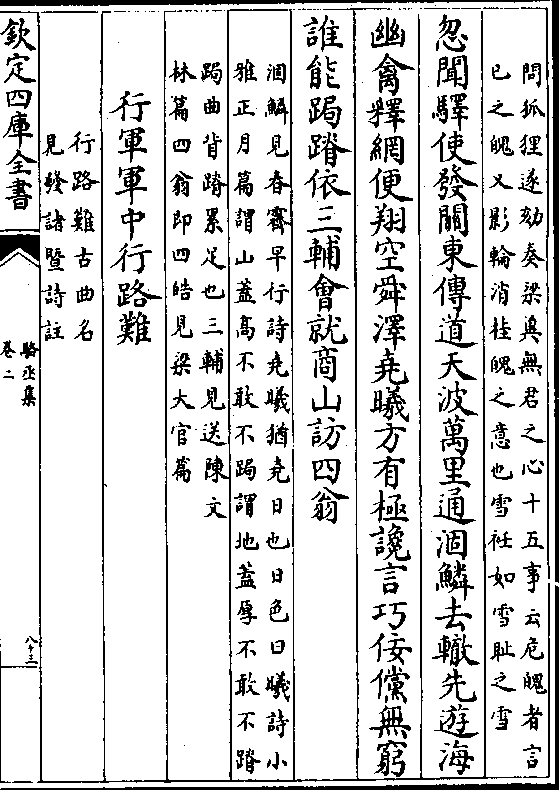 問狐狸逐劾奏梁冀無君之心十五事云危魄者言
已之魄又影輪消桂魄之意也雪袵如雪耻之雪
忽聞驛使發關東傳道天波萬里通涸鱗去轍先遊海
幽禽釋網便翔空舜澤堯曦方有極讒言巧佞儻無窮
誰能跼蹐依三輔會就商山訪四翁
涸鱗見春霽早行詩堯曦猶堯日也日色曰曦詩小
雅正月篇謂山蓋髙不敢不跼謂地蓋厚不敢不蹐
跼曲背蹐累足也三輔見送陳文
林篇四翁即四皓見梁大官篇
行軍軍中行路難
行路難古曲名
見發諸暨詩註
欽定四庫全書
駱丞集
卷二
八十三